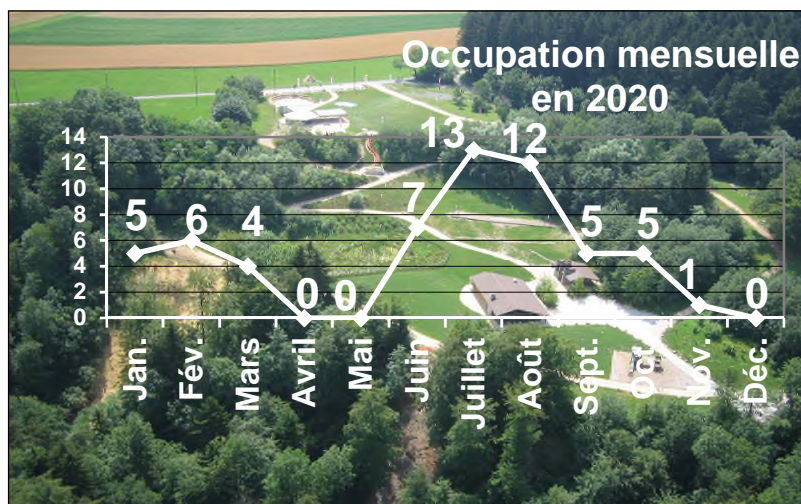 Occupation mensuelle
en 2020
14
12
10
8
6
4
2
0
5
6
4
0
0
7
13
12
5
5
1
0
Jan.
Fév.
Mars
Avril
Mai
Juin
Juillet
Août
Sept.
Oct.
Nov.
Déc.